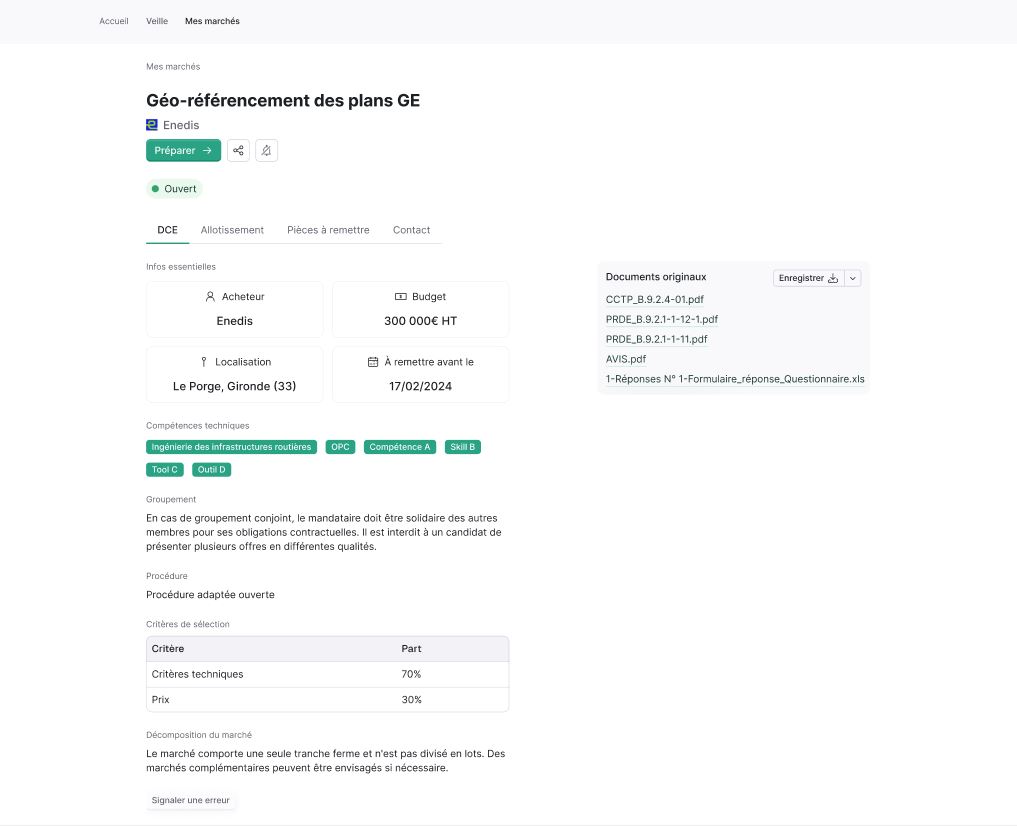 Accueil Veille Mes marchés
Mes marchés
Géo-référencement des plans GE
Enedis
Préparer →
Ouvert
DCE Allotissement Pièces à remettre Contact
Infos essentielles
Acheteur
Enedis
Budget
300 000€ HT
Localisation
Le Porge, Gironde (33)
À remettre avant le
17/02/2024
Compétences techniques
Ingénierie des infrastructures routières OPC Compétence A Skill B
Tool C Outil D
Groupement
En cas de groupement conjoint, le mandataire doit être solidaire des autres
membres pour ses obligations contractuelles. Il est interdit à un candidat de
présenter plusieurs offres en différentes qualités.
Procédure
Procédure adaptée ouverte
Critères de sélection
Critère Part
Critères techniques 70%
Prix 30%
Décomposition du marché
Le marché comporte une seule tranche ferme et n'est pas divisé en lots. Des
marchés complémentaires peuvent être envisagés si nécessaire.
Signaler une erreur
Documents originaux Enregistrer
CCTP_B.9.2.4-01.pdf
PRDE_B.9.2.1-1-12-1.pdf
PRDE_B.9.2.1-1-11.pdf
AVIS.pdf
1-Réponses N° 1-Formulaire_réponse_Questionnaire.xls